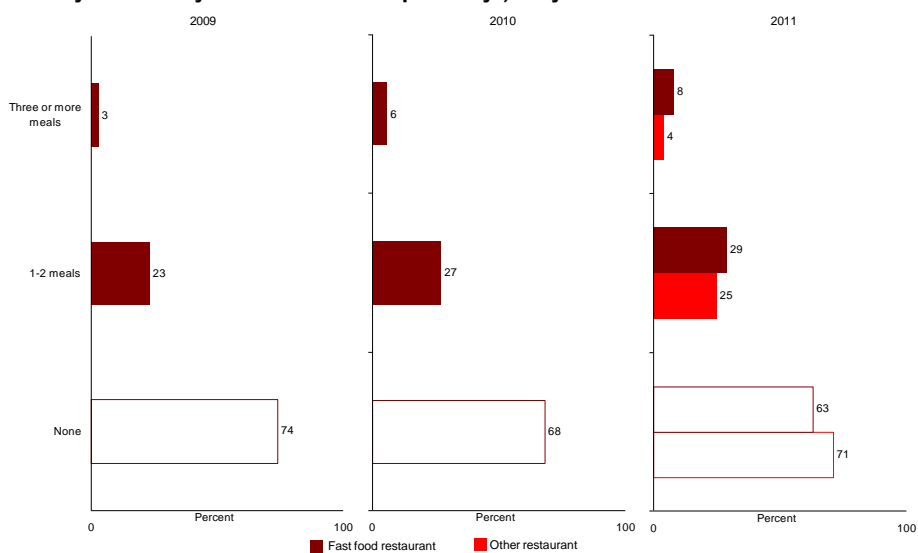 2009
2010
2011
Three or more
meals
3
6
8
4
1-2 meals
23
27
29
25
None
74
68
63
71
0
Percent
100
0
Percent
100
0
Percent
100
Fast food restaurant
Other restaurant